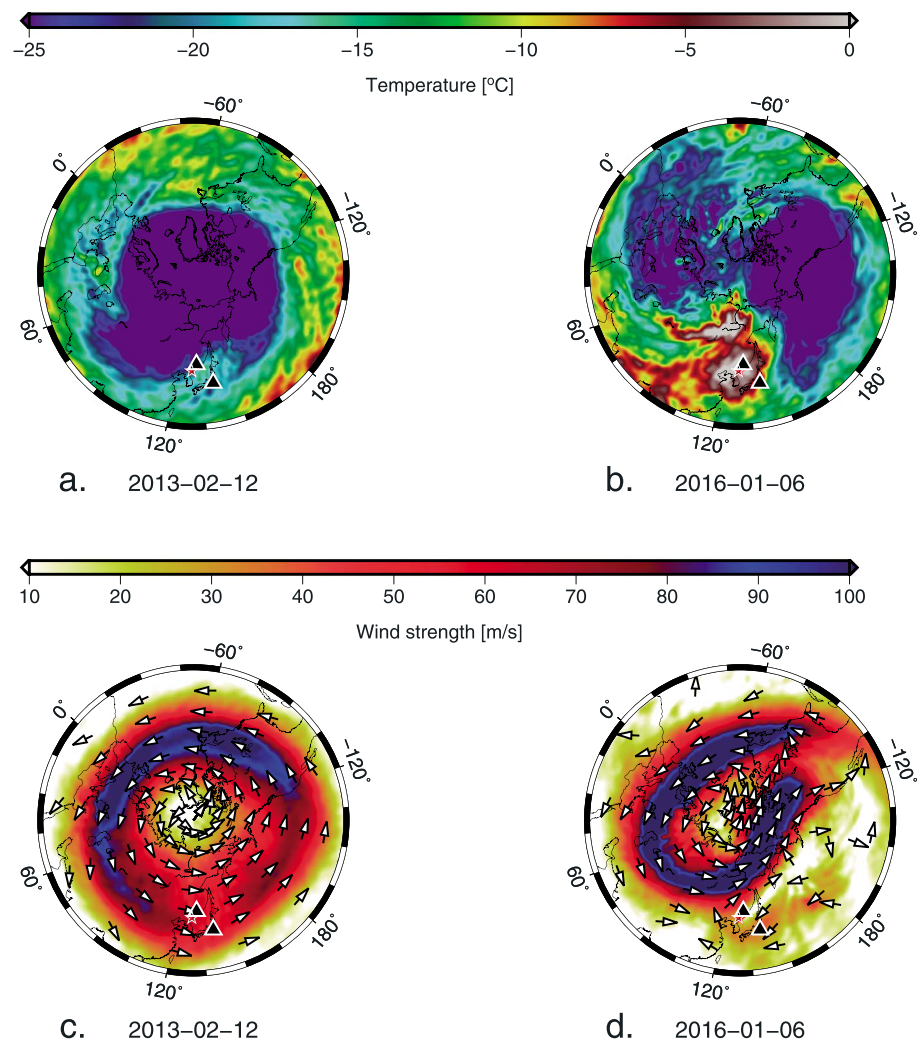 −25 −20 −15 −10 −5 0
Temperature [°C]
−60° −60°
0° −120° 0° −120°
60° 180° 60° 180°
120° 120°
a. 2013−02−12 b. 2016−01−06
10 20 30 40 50 60 70 80 90 100
Wind strength [m/s]
−60° −60°
0° −120° 0° −120°
60° 180° 60° 180°
120° 120°
c. 2013−02−12 d. 2016−01−06